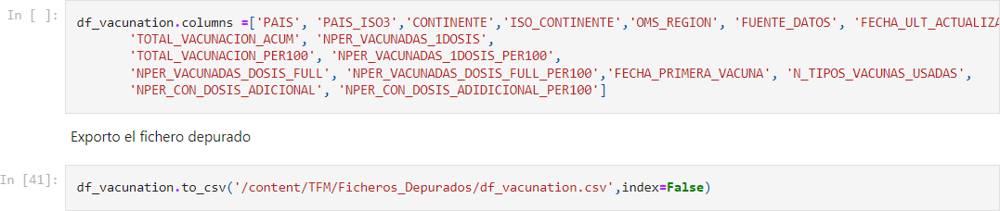 In [ ]: df_vacunation.columns =['PAIS', 'PAIS_ISO3','CONTINENTE','ISO_CONTINENTE','OMS_REGION', 'FUENTE_DATOS', 'FECHA_ULT_ACTUALIZA
'TOTAL_VACUNACION_ACUM', 'NPER_VACUNADAS_1DOSIS',
'TOTAL_VACUNACION_PER100', 'NPER_VACUNADAS_1DOSIS_PER100',
'NPER_VACUNADAS_DOSIS_FULL', 'NPER_VACUNADAS_DOSIS_FULL_PER100','FECHA_PRIMERA_VACUNA', 'N_TIPOS_VACUNAS_USADAS',
'NPER_CON_DOSIS_ADICIONAL', 'NPER_CON_DOSIS_ADIDICIONAL_PER100']
Exporto el fichero depurado
In [41]: df_vacunation.to_csv('/content/TFM/Ficheros_Depurados/df_vacunation.csv',index=False)